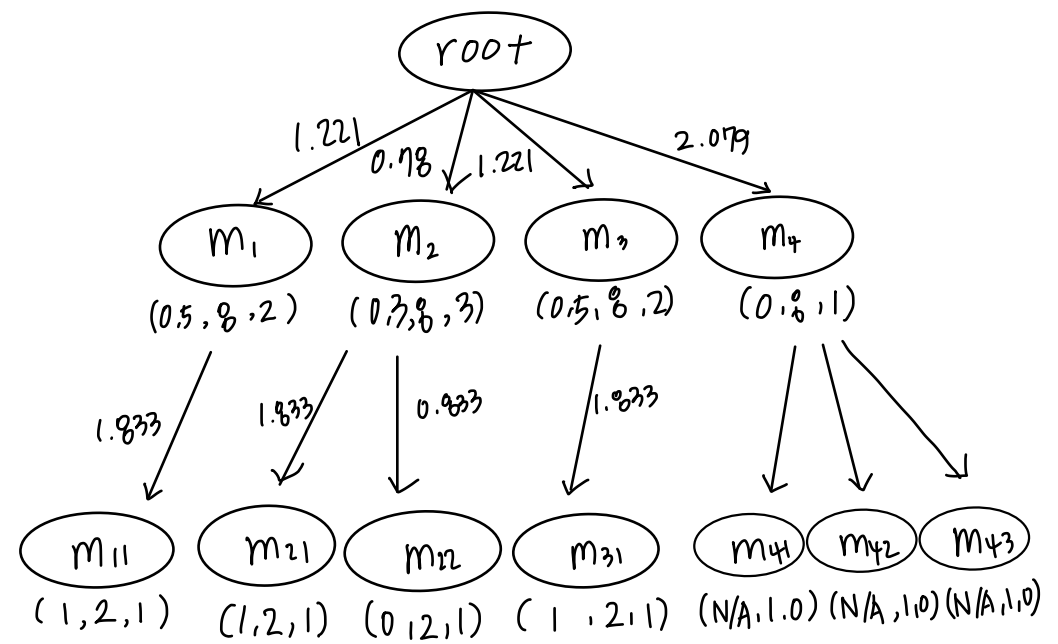 root
1.221 0.78 1.221 2.079
m₁ m₂ m₃ m₄
(0.5, 8, 2) (0.3, 8, 3) (0.5, 8, 2) (0, 8, 1)
1.833 1.833 0.833 1.833
m₁₁ m₂₁ m₂₂ m₃₁ m₄₁ m₄₂ m₄₃
(1, 2, 1) (1, 2, 1) (0, 2, 1) (1, 2, 1) (N/A, 1.0) (N/A, 1,0) (N/A, 1,0)